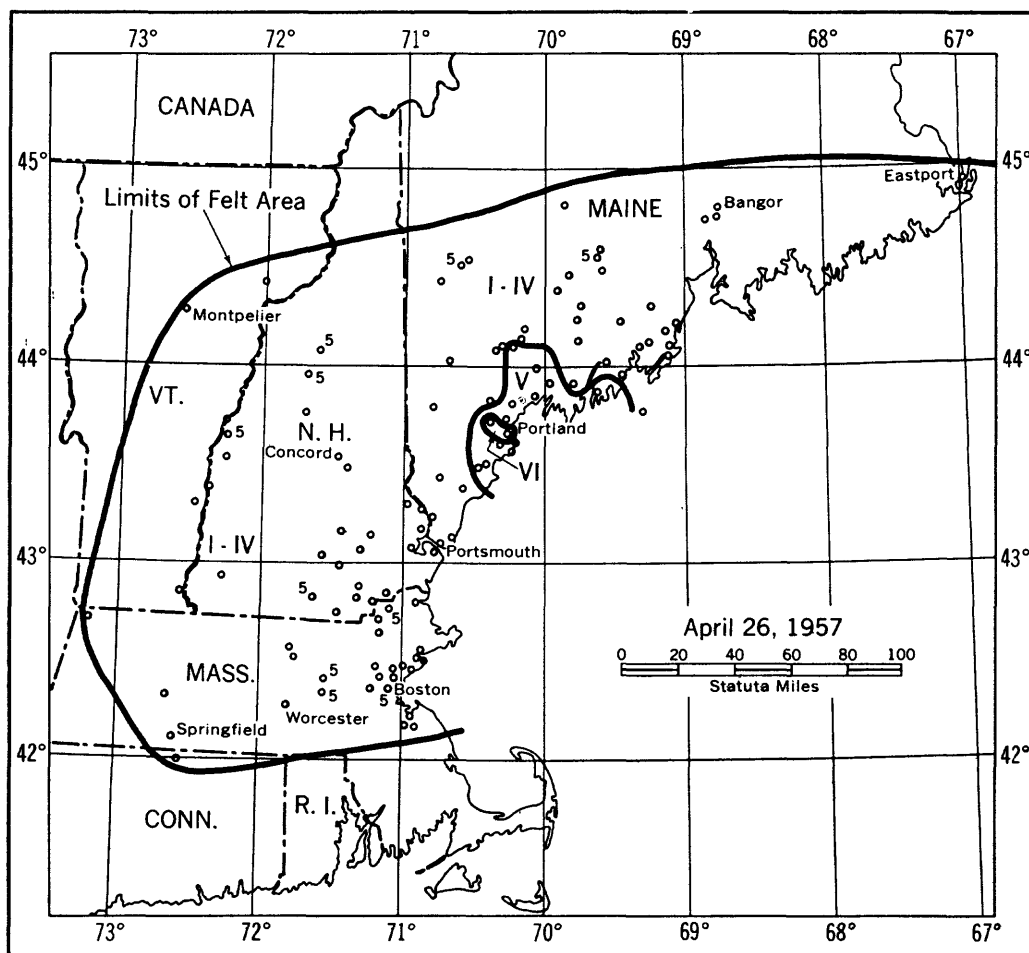 73° 72° 71° 70° 69° 68° 67°
CANADA
45° 45°
Eastport
Limits of Felt Area
MAINE
Bangor
5 5
I - IV
Montpelier
5
44° 44°
5
V
VT.
N. H.
Portland
5
Concord
VI
I - IV
Portsmouth
43° 43°
5
5
April 26, 1957
0 20 40 60 80 100
Statuta Miles
MASS.
5
5 5 Boston 4
Worcester
Springfield
42° 42°
R. I.
CONN.
73° 72° 71° 70° 69° 68° 67°